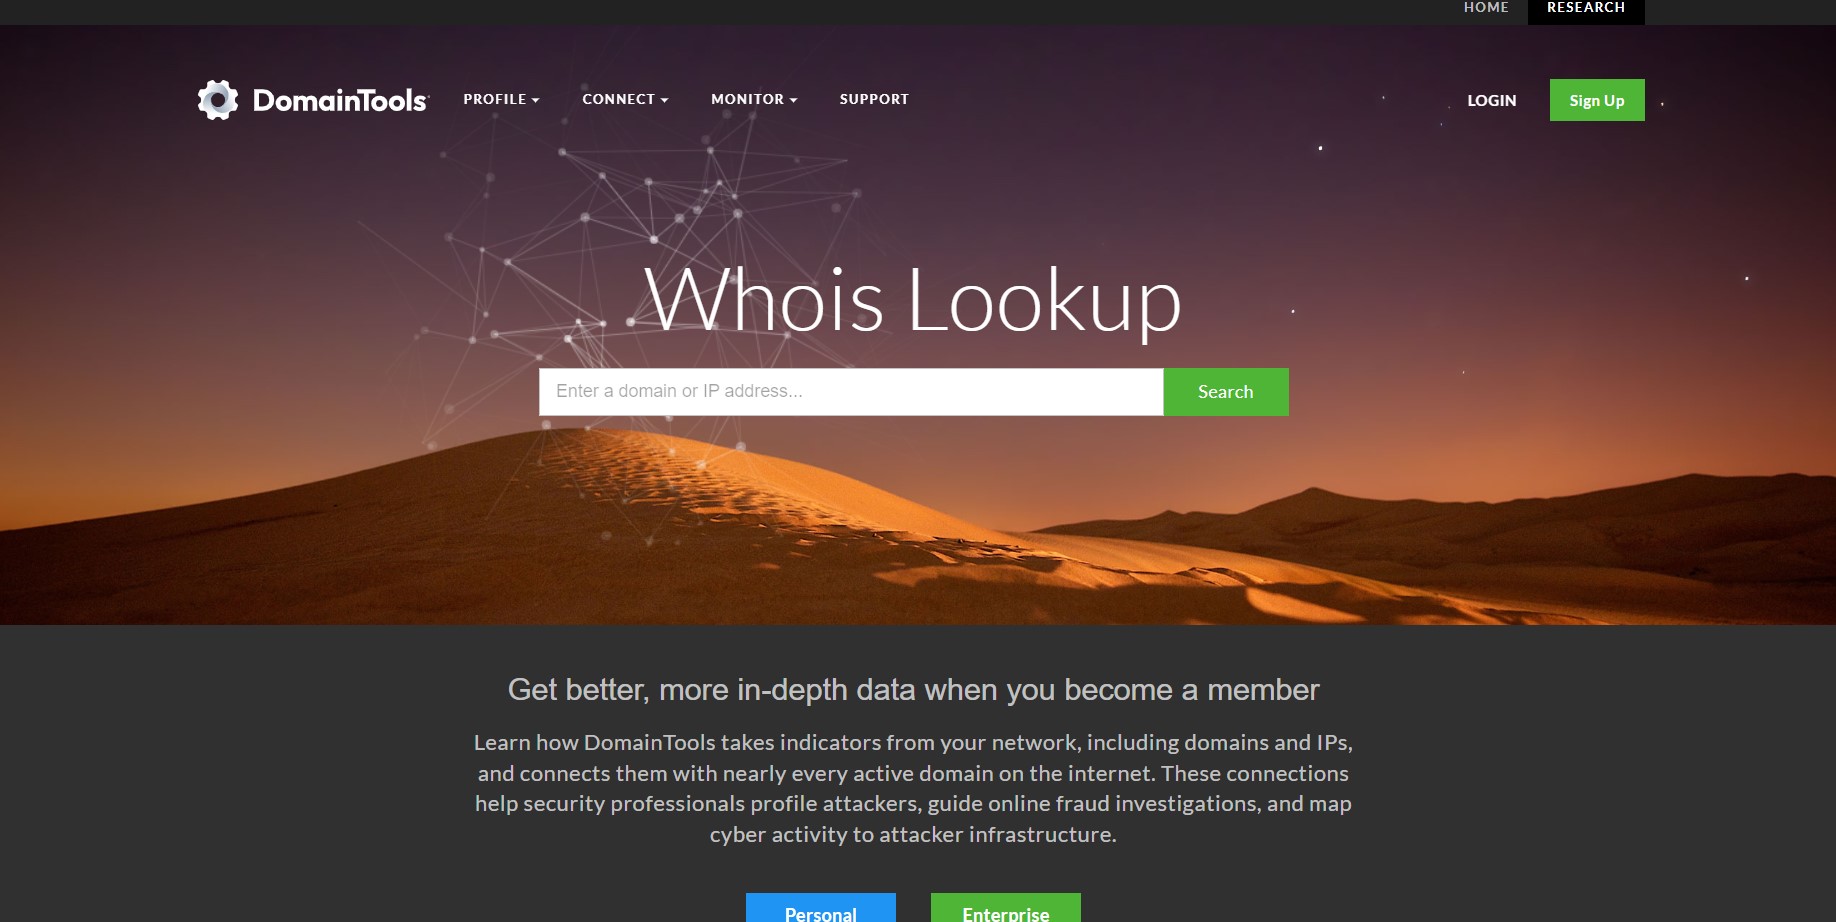 HOME RESEARCH
DomainTools PROFILE CONNECT MONITOR SUPPORT LOGIN Sign Up
Whois Lookup
Enter a domain or IP address... Search
Get better, more in-depth data when you become a member
Learn how DomainTools takes indicators from your network, including domains and IPs,
and connects them with nearly every active domain on the internet. These connections
help security professionals profile attackers, guide online fraud investigations, and map
cyber activity to attacker infrastructure.
Personal Enterprise